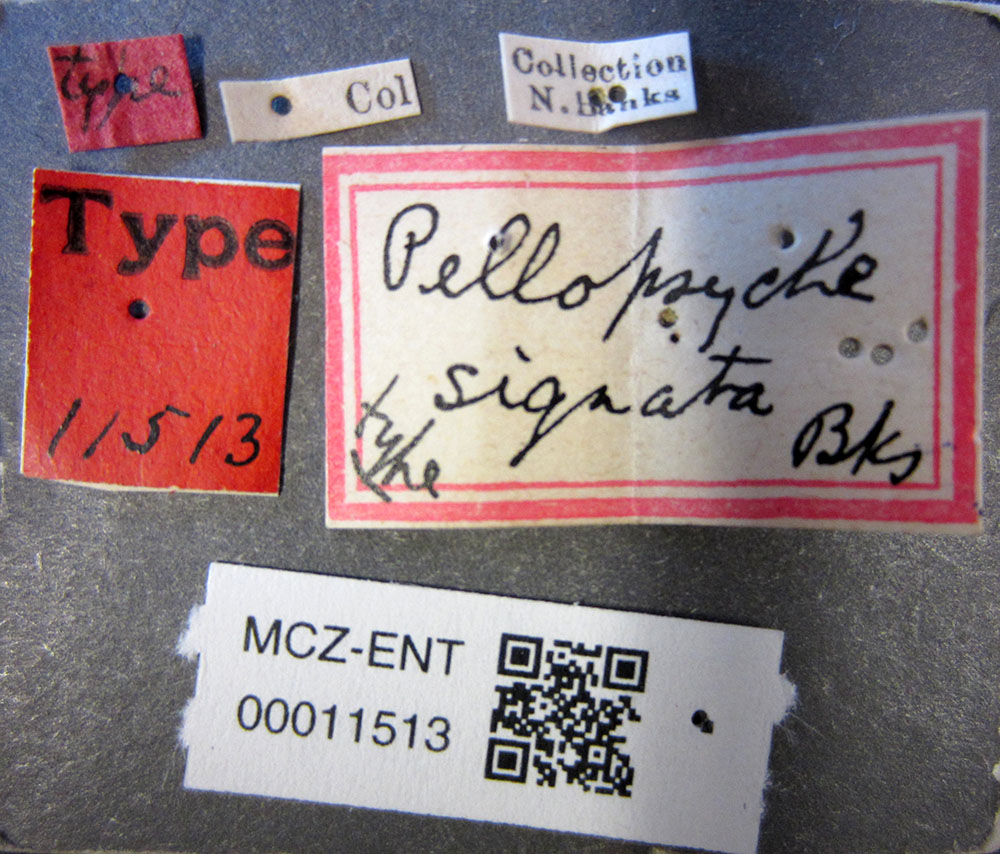 type
Col
Collection
N. Banks
Type
11513
Pellopsyche
signata
type
Bks
MCZ-ENT
00011513